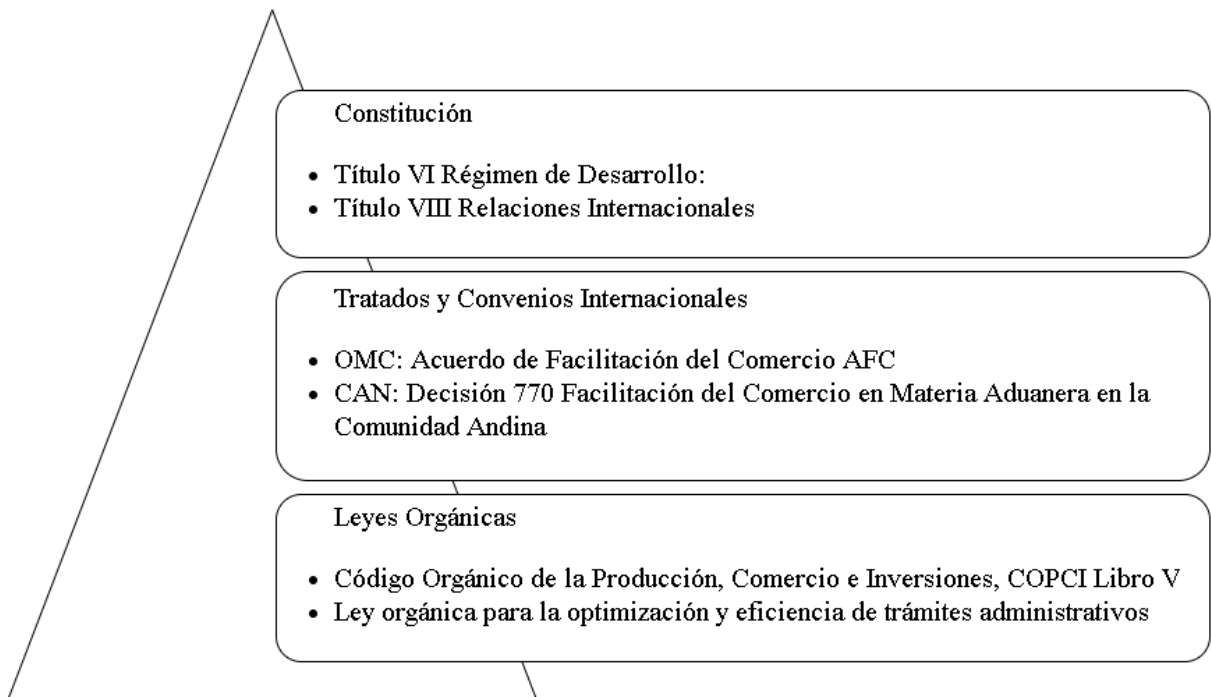 Constitución
• Título VI Régimen de Desarrollo:
• Título VIII Relaciones Internacionales
Tratados y Convenios Internacionales
• OMC: Acuerdo de Facilitación del Comercio AFC
• CAN: Decisión 770 Facilitación del Comercio en Materia Aduanera en la
Comunidad Andina
Leyes Orgánicas
• Código Orgánico de la Producción, Comercio e Inversiones, COPCI Libro V
• Ley orgánica para la optimización y eficiencia de trámites administrativos